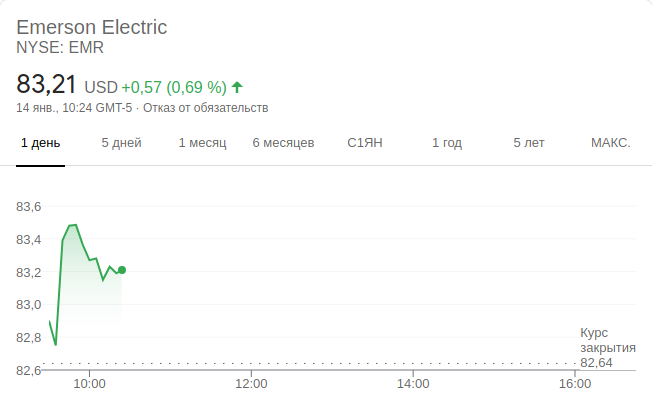 Emerson Electric
NYSE: EMR
83,21 USD +0,57 (0,69 %)
14 янв., 10:24 GMT-5 · Отказ от обязательств
1 день 5 дней 1 месяц 6 месяцев С1ЯН 1 год 5 лет МАКС.
83,6
83,4
83,2
83,0
82,8
82,6
Курс
закрытия
82,64
10:00 12:00 14:00 16:00